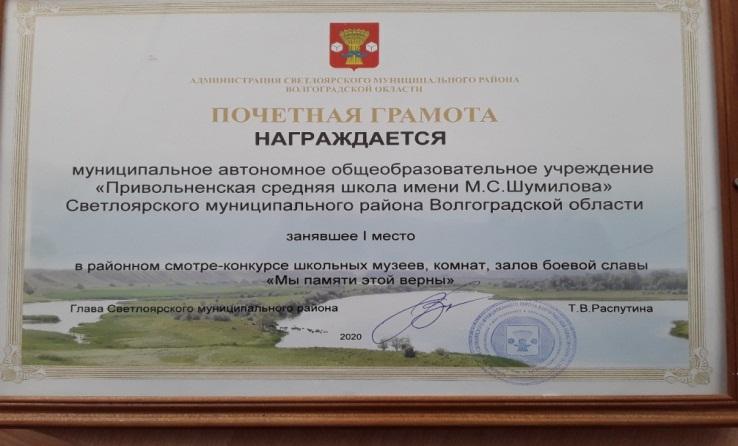 АДМИНИСТРАЦИЯ СВЕТЛОЯРСКОГО МУНИЦИПАЛЬНОГО РАЙОНА
ВОЛГОГРАДСКОЙ ОБЛАСТИ
ПОЧЕТНАЯ ГРАМОТА
НАГРАЖДАЕТСЯ
муниципальное автономное общеобразовательное учреждение
«Привольненская средняя школа имени М.С.Шумилова»
Светлоярского муниципального района Волгоградской области
занявшее I место
в районном смотре-конкурсе школьных музеев, комнат, залов боевой славы
«Мы памяти этой верны»
Глава Светлоярского муниципального района Т.В.Распутина
2020